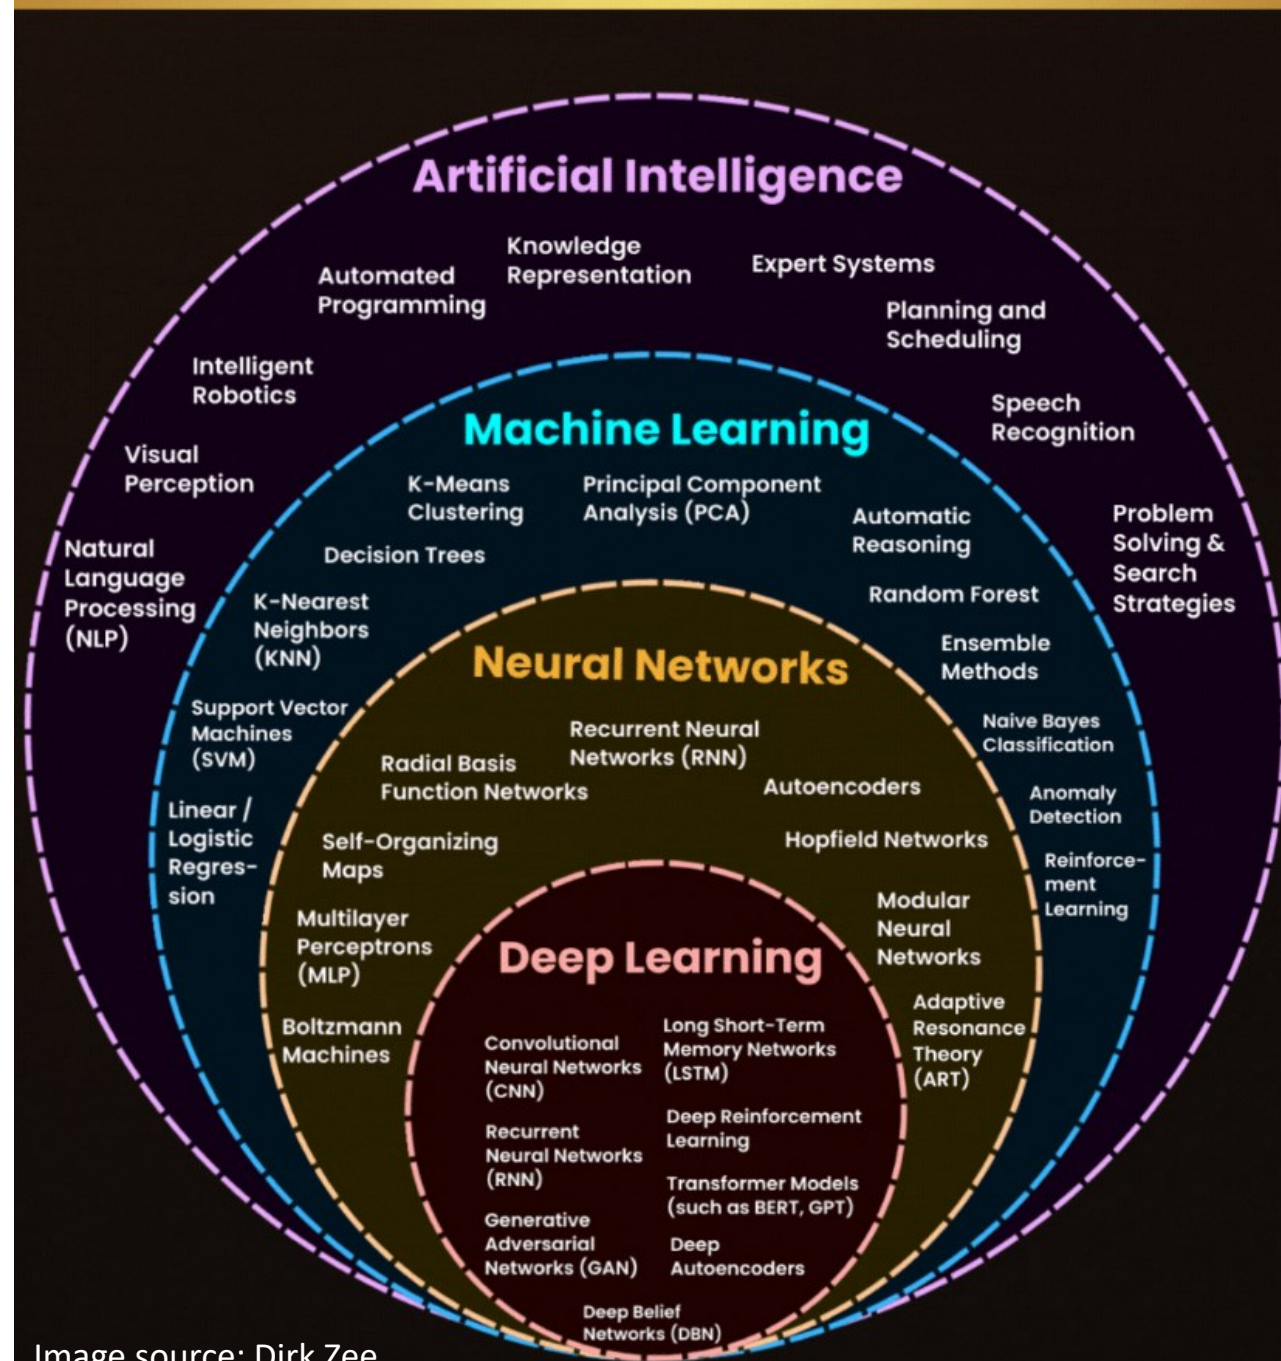 Artificial Intelligence
Knowledge
Representation
Expert Systems
Automated
Programming
Planning and
Scheduling
Intelligent
Robotics
Speech
Recognition
Visual
Perception
Problem
Solving &
Search
Strategies
Natural
Language
Processing
(NLP)
Machine Learning
K-Means
Clustering
Principal Component
Analysis (PCA)
Automatic
Reasoning
Decision Trees
Random Forest
K-Nearest
Neighbors
(KNN)
Ensemble
Methods
Support Vector
Machines
(SVM)
Naive Bayes
Classification
Linear /
Logistic
Regres-
sion
Anomaly
Detection
Reinforce-
ment
Learning
Neural Networks
Recurrent Neural
Networks (RNN)
Radial Basis
Function Networks
Autoencoders
Self-Organizing
Maps
Hopfield Networks
Multilayer
Perceptrons
(MLP)
Modular
Neural
Networks
Boltzmann
Machines
Adaptive
Resonance
Theory
(ART)
Deep Learning
Convolutional
Neural Networks
(CNN)
Long Short-Term
Memory Networks
(LSTM)
Recurrent
Neural Networks
(RNN)
Deep Reinforcement
Learning
Transformer Models
(such as BERT, GPT)
Generative
Adversarial
Networks (GAN)
Deep
Autoencoders
Deep Belief
Networks (DBN)
Image source: Dirk Zee